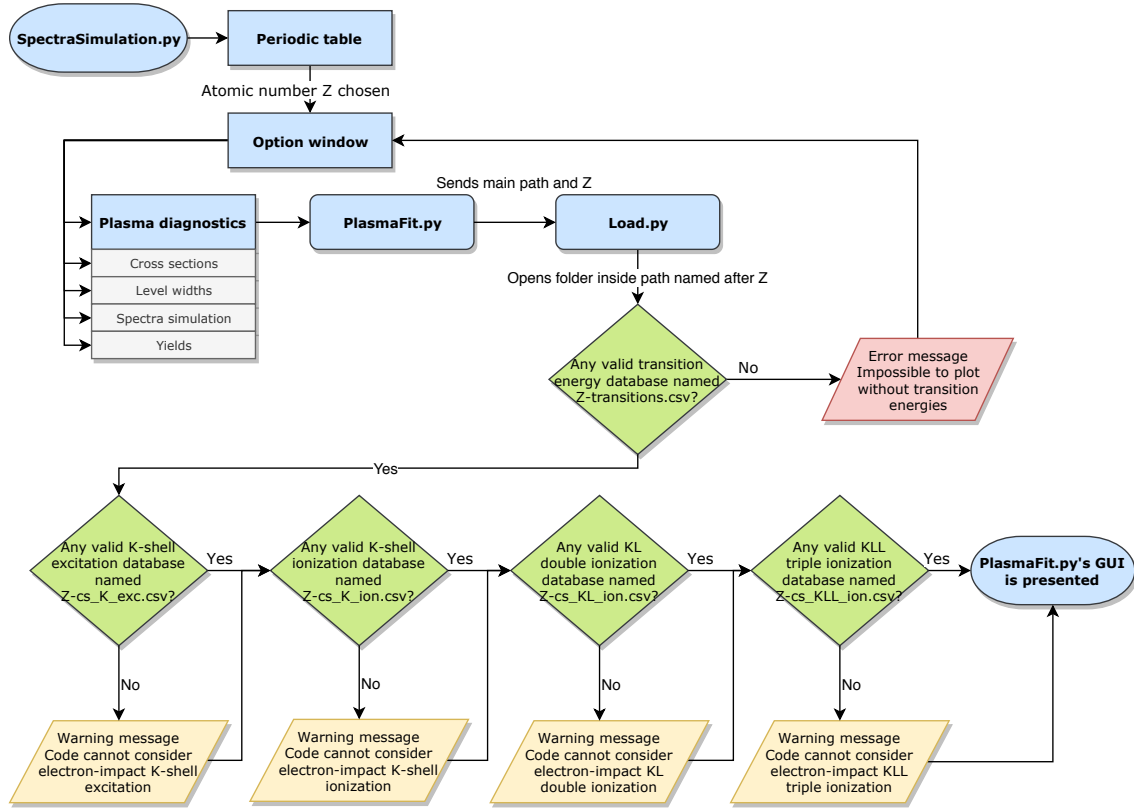 SpectraSimulation.py
Periodic table
Atomic number Z chosen
Option window
Sends main path and Z
Plasma diagnostics
PlasmaFit.py
Load.py
Cross sections
Level widths
Spectra simulation
Yields
Opens folder inside path named after Z
Any valid transition
energy database named
Z-transitions.csv?
No
Error message
Impossible to plot
without transition
energies
Yes
Any valid K-shell
excitation database
named
Z-cs_K_exc.csv?
Yes
Any valid K-shell
ionization database
named
Z-cs_K_ion.csv?
Yes
Any valid KL
double ionization
database named
Z-cs_KL_ion.csv?
Yes
Any valid KLL
triple ionization
database named
Z-cs_KLL_ion.csv?
Yes
PlasmaFit.py's GUI
is presented
No
No
No
No
Warning message
Code cannot consider
electron-impact K-shell
excitation
Warning message
Code cannot consider
electron-impact K-shell
ionization
Warning message
Code cannot consider
electron-impact KL
double ionization
Warning message
Code cannot consider
electron-impact KLL
triple ionization